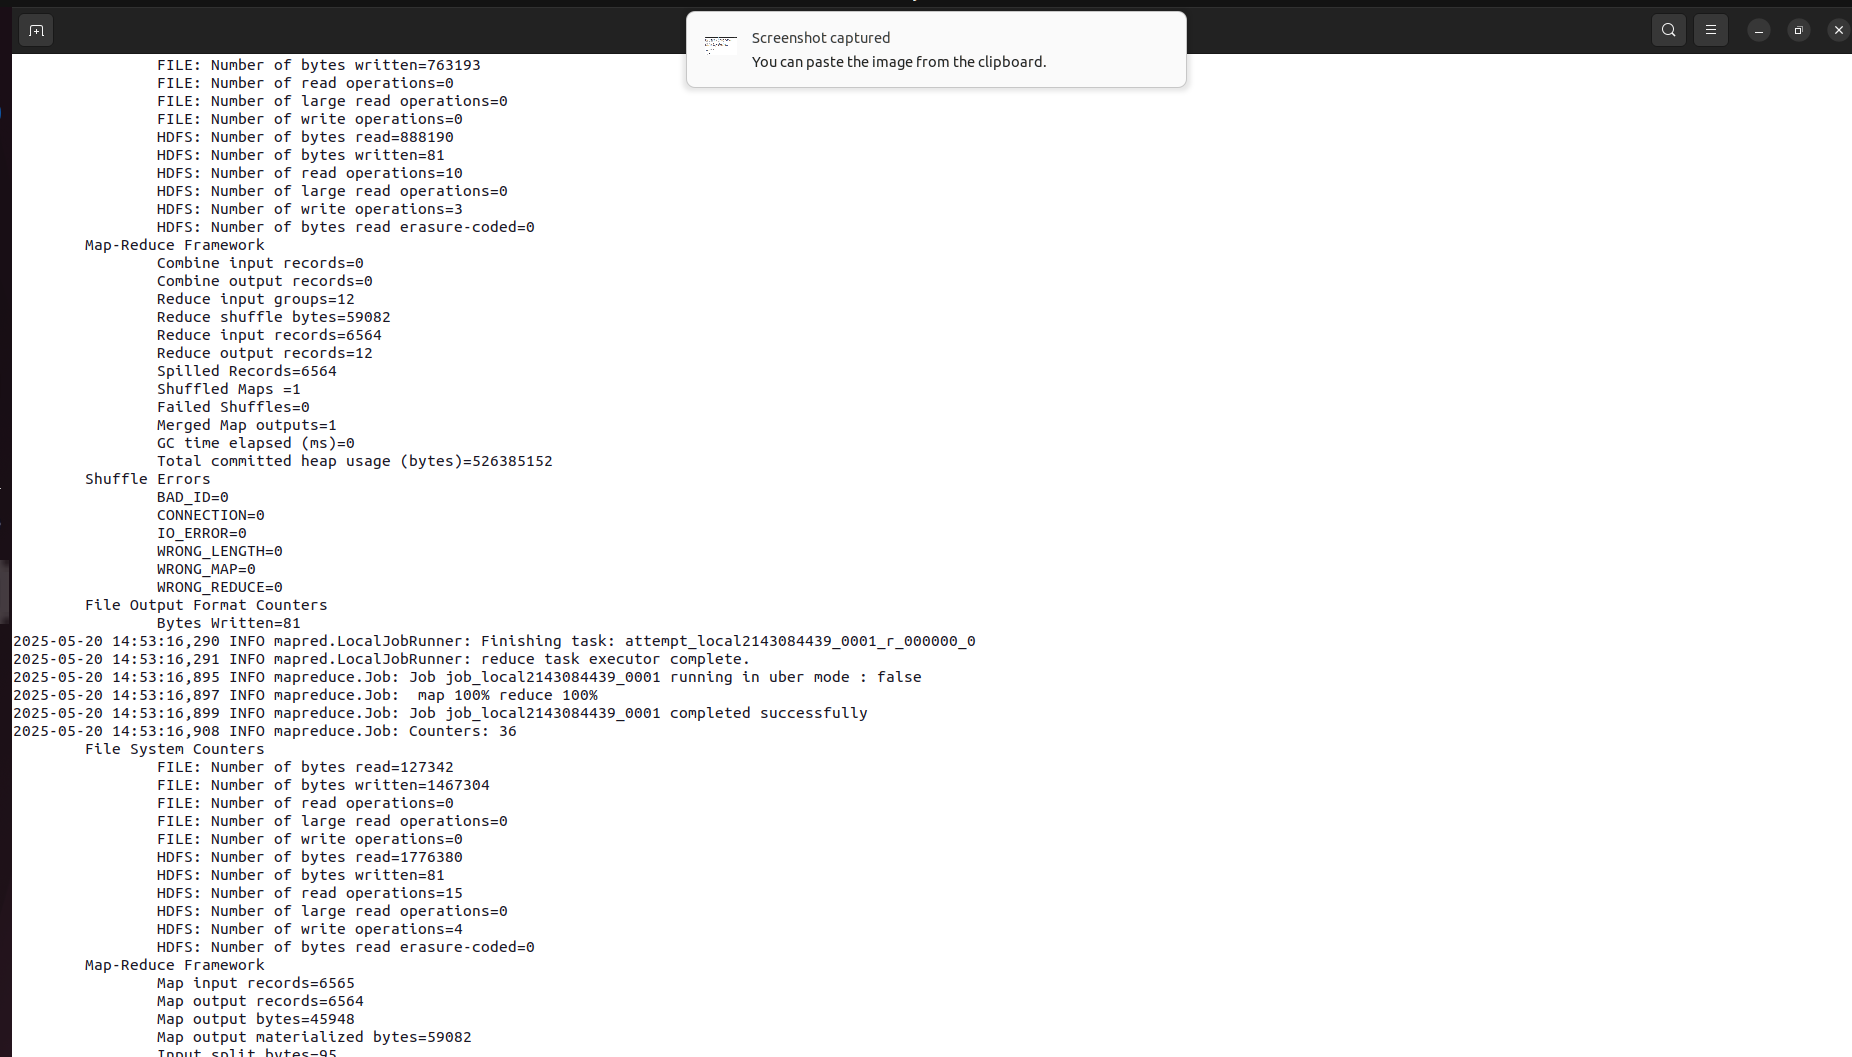 Screenshot captured
You can paste the image from the clipboard.
FILE: Number of bytes written=763193
FILE: Number of read operations=0
FILE: Number of large read operations=0
FILE: Number of write operations=0
HDFS: Number of bytes read=888190
HDFS: Number of bytes written=81
HDFS: Number of read operations=10
HDFS: Number of large read operations=0
HDFS: Number of write operations=3
HDFS: Number of bytes read erasure-coded=0
Map-Reduce Framework
Combine input records=0
Combine output records=0
Reduce input groups=12
Reduce shuffle bytes=59082
Reduce input records=6564
Reduce output records=12
Spilled Records=6564
Shuffled Maps =1
Failed Shuffles=0
Merged Map outputs=1
GC time elapsed (ms)=0
Total committed heap usage (bytes)=526385152
Shuffle Errors
BAD_ID=0
CONNECTION=0
IO_ERROR=0
WRONG_LENGTH=0
WRONG_MAP=0
WRONG_REDUCE=0
File Output Format Counters
Bytes Written=81
2025-05-20 14:53:16,290 INFO mapred.LocalJobRunner: Finishing task: attempt_local2143084439_0001_r_000000_0
2025-05-20 14:53:16,291 INFO mapred.LocalJobRunner: reduce task executor complete.
2025-05-20 14:53:16,895 INFO mapreduce.Job: Job job_local2143084439_0001 running in uber mode : false
2025-05-20 14:53:16,897 INFO mapreduce.Job:  map 100% reduce 100%
2025-05-20 14:53:16,899 INFO mapreduce.Job: Job job_local2143084439_0001 completed successfully
2025-05-20 14:53:16,908 INFO mapreduce.Job: Counters: 36
File System Counters
FILE: Number of bytes read=127342
FILE: Number of bytes written=1467304
FILE: Number of read operations=0
FILE: Number of large read operations=0
FILE: Number of write operations=0
HDFS: Number of bytes read=1776380
HDFS: Number of bytes written=81
HDFS: Number of read operations=15
HDFS: Number of large read operations=0
HDFS: Number of write operations=4
HDFS: Number of bytes read erasure-coded=0
Map-Reduce Framework
Map input records=6565
Map output records=6564
Map output bytes=45948
Map output materialized bytes=59082
Input split bytes=95